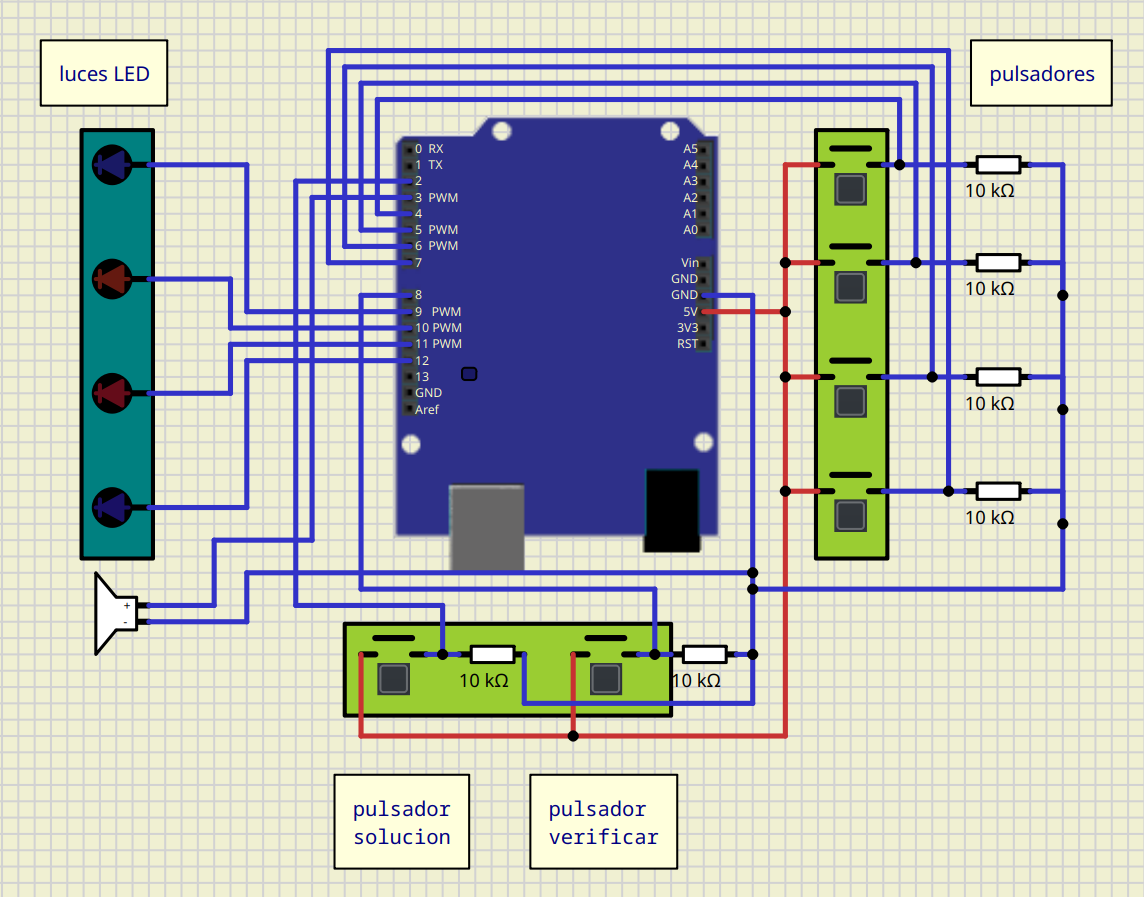 luces LED
pulsadores
0 RX
1 TX
2
3 PWM
4
5 PWM
6 PWM
7
8
9 PWM
10 PWM
11 PWM
12
13
GND
Aref
A5
A4
A3
A2
A1
A0
Vin
GND
GND
5V
3V3
RST
10 kΩ
10 kΩ
10 kΩ
10 kΩ
+
-
10 kΩ
10 kΩ
pulsador
solucion
pulsador
verificar